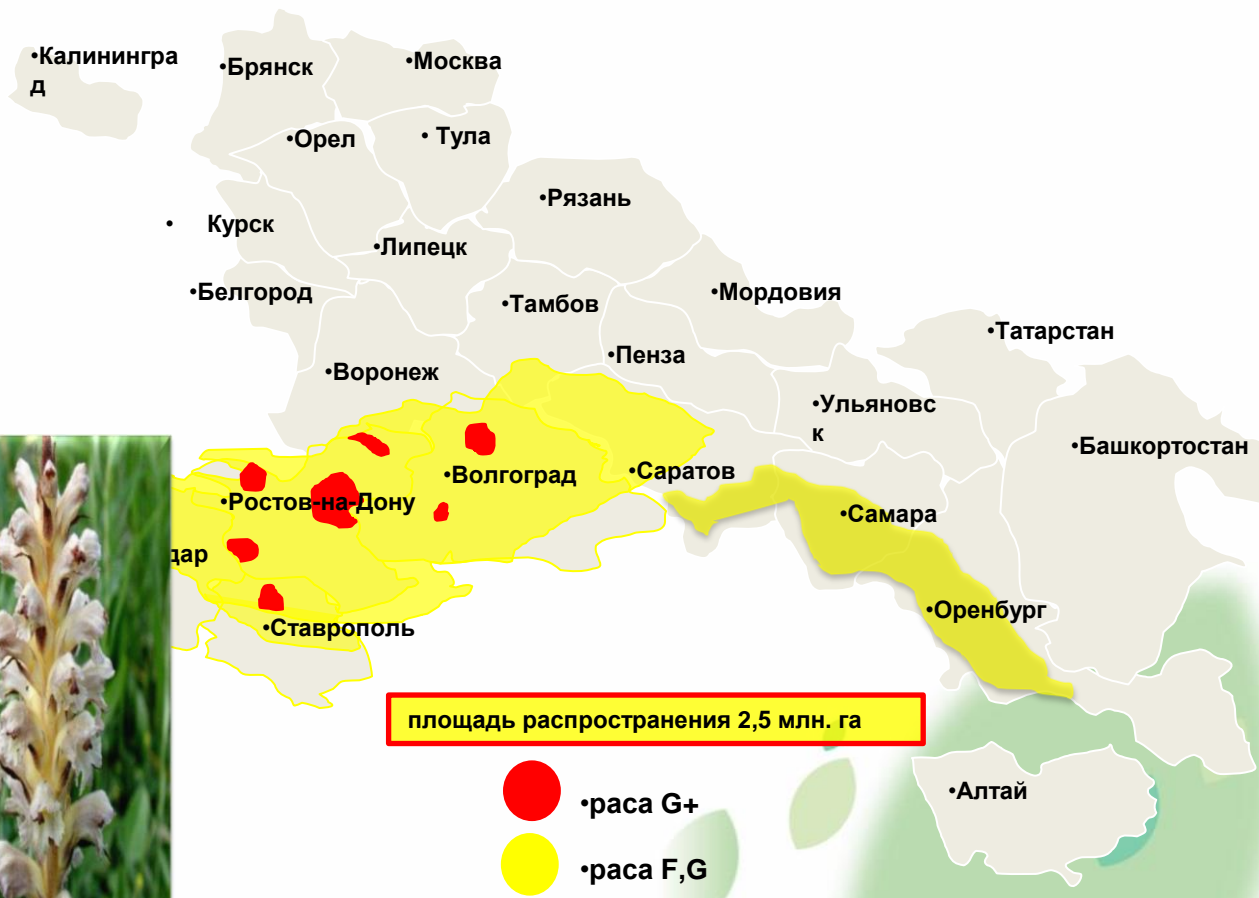 •Калинингра
д
•Брянск
•Москва
•Орел
• Тула
•Рязань
• Курск
•Липецк
•Белгород
•Тамбов
•Мордовия
•Татарстан
•Пенза
•Воронеж
•Ульяновс
к
•Башкортостан
•Волгоград
•Саратов
•Ростов-на-Дону
•Самара
дар
•Оренбург
•Ставрополь
площадь распространения 2,5 млн. га
•Алтай
•раса G+
•раса F,G